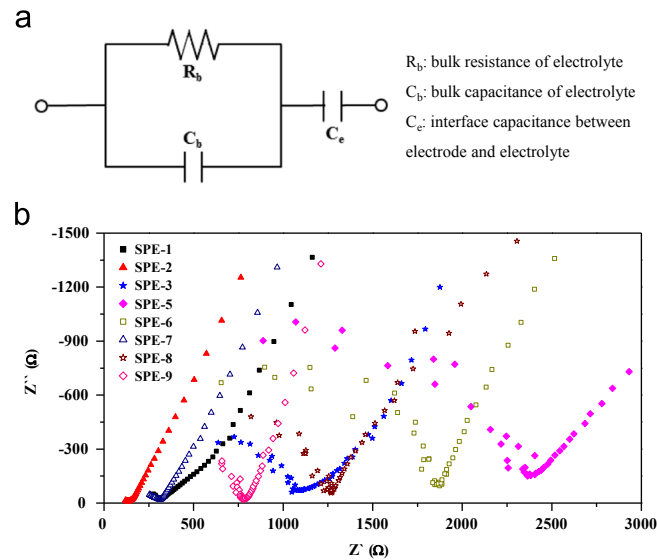 a
R_b
C_b
C_e
R_b: bulk resistance of electrolyte
C_b: bulk capacitance of electrolyte
C_e: interface capacitance between
electrode and electrolyte
b
-1500
-1200
-900
-600
-300
0
SPE-1
SPE-2
SPE-3
SPE-5
SPE-6
SPE-7
SPE-8
SPE-9
Z`` (Ω)
0 500 1000 1500 2000 2500 3000
Z` (Ω)